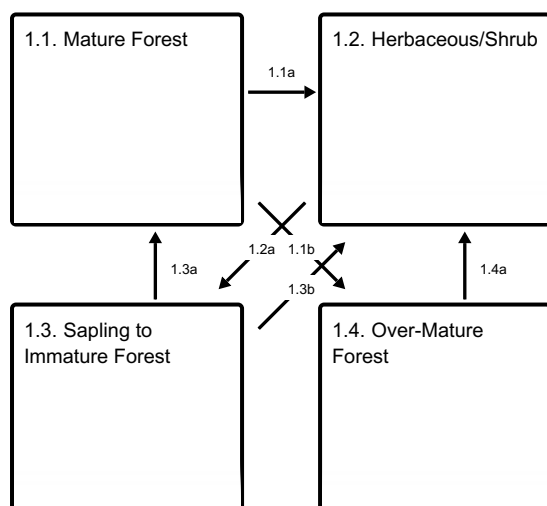 1.1. Mature Forest
1.2. Herbaceous/Shrub
1.1a
1.2a
1.1b
1.3a
1.3b
1.4a
1.3. Sapling to
Immature Forest
1.4. Over-Mature
Forest